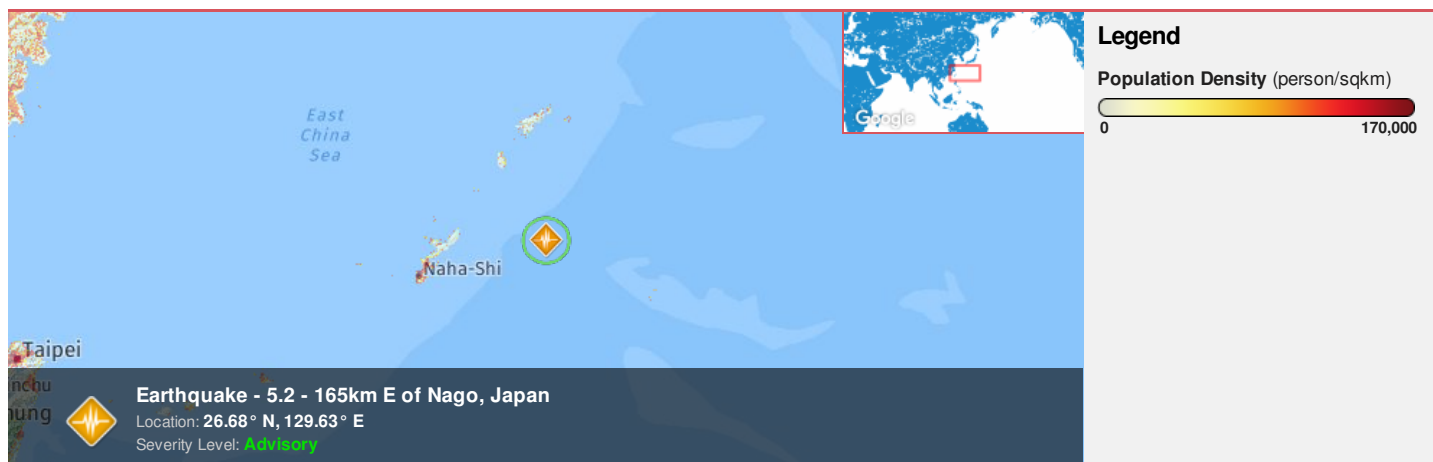 East
China
Sea
Naha-Shi
Taipei
Google
Legend
Population Density (person/sqkm)
0 170,000
Earthquake - 5.2 - 165km E of Nago, Japan
Location: 26.68° N, 129.63° E
Severity Level: Advisory